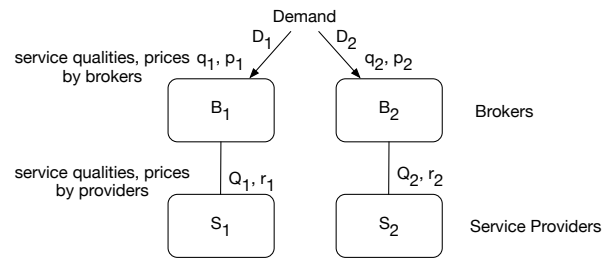 Demand
D1 D2
service qualities, prices q1, p1 q2, p2
by brokers
B1 B2 Brokers
service qualities, prices
by providers
Q1, r1 Q2, r2
S1 S2 Service Providers